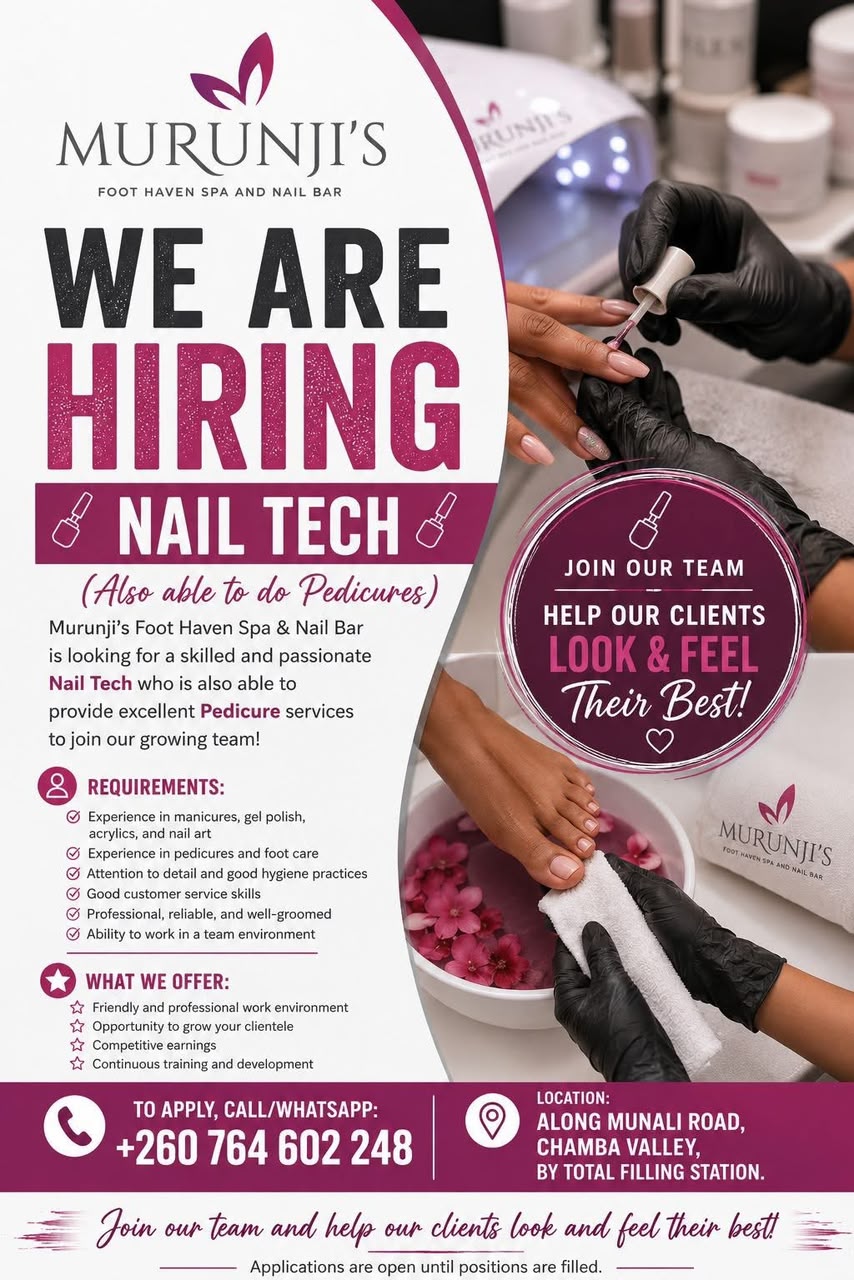 MURUNJI'S
FOOT HAVEN SPA AND NAIL BAR
WE ARE
HIRING
NAIL TECH
(Also able to do Pedicures)
Murunji's Foot Haven Spa & Nail Bar
is looking for a skilled and passionate
Nail Tech who is also able to
provide excellent Pedicure services
to join our growing team!
REQUIREMENTS:
Experience in manicures, gel polish,
acrylics, and nail art
Experience in pedicures and foot care
Attention to detail and good hygiene practices
Good customer service skills
Professional, reliable, and well-groomed
Ability to work in a team environment
WHAT WE OFFER:
Friendly and professional work environment
Opportunity to grow your clientele
Competitive earnings
Continuous training and development
MURUNJI'S
JOIN OUR TEAM
HELP OUR CLIENTS
LOOK & FEEL
Their Best!
MURUNJI'S
FOOT HAVEN SPA AND NAIL BAR
TO APPLY, CALL/WHATSAPP:
+260 764 602 248
LOCATION:
ALONG MUNALI ROAD,
CHAMBA VALLEY,
BY TOTAL FILLING STATION.
Join our team and help our clients look and feel their best!
Applications are open until positions are filled.